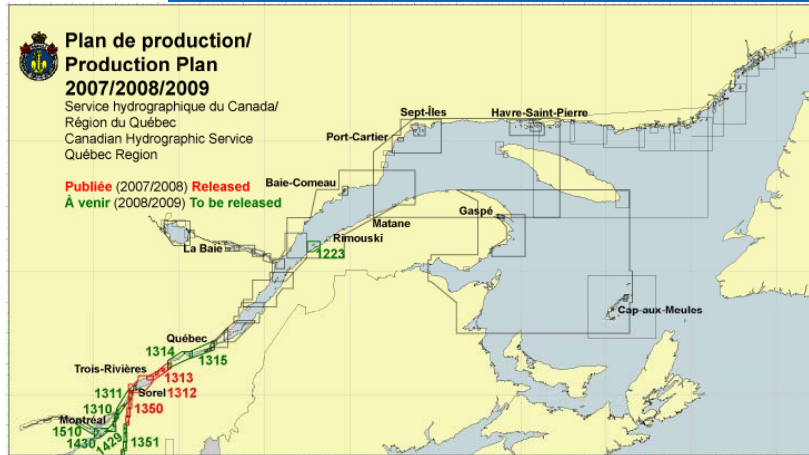 Plan de production/
Production Plan
2007/2008/2009
Service hydrographique du Canada/
Région du Québec
Canadian Hydrographic Service
Québec Region
Publiée (2007/2008) Released
À venir (2008/2009) To be released
Sept-Îles
Havre-Saint-Pierre
Port-Cartier
Baie-Comeau
Matane
Gaspé
Rimouski
La Baie
1223
Cap-aux-Meules
Québec
1314
1315
Trois-Rivières
1313
1311
Sorel 1312
1310
1350
Montréal
1510
1429
1430
1351